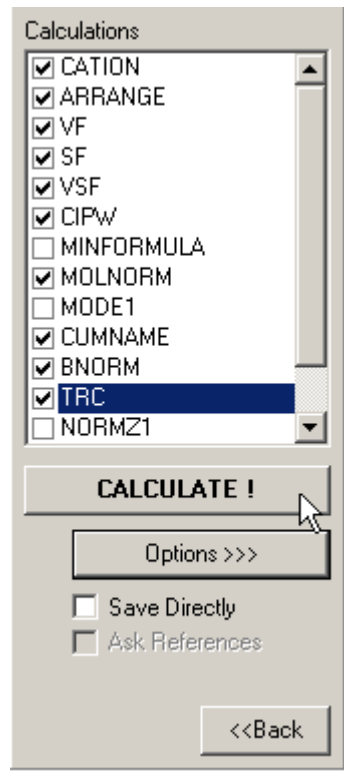 Calculations
CATION
ARRANGE
VF
SF
VSF
CIPW
MINFORMULA
MOLNORM
MODE1
CUMNAME
BNORM
TRC
NORMZ1
CALCULATE !
Options >>>
Save Directly
Ask References
<<Back